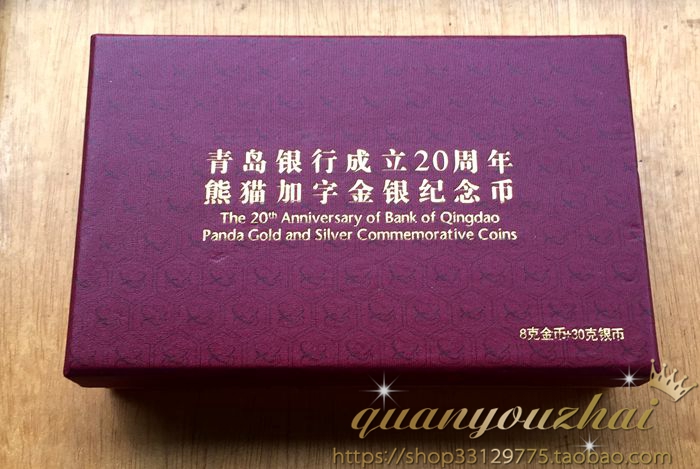 青岛银行成立20周年
熊猫加字金银纪念币
The 20th Anniversary of Bank of Qingdao
Panda Gold and Silver Commemorative Coins
8克金币+30克银币
quanyouzhai
https://shop33129775.taobao.com